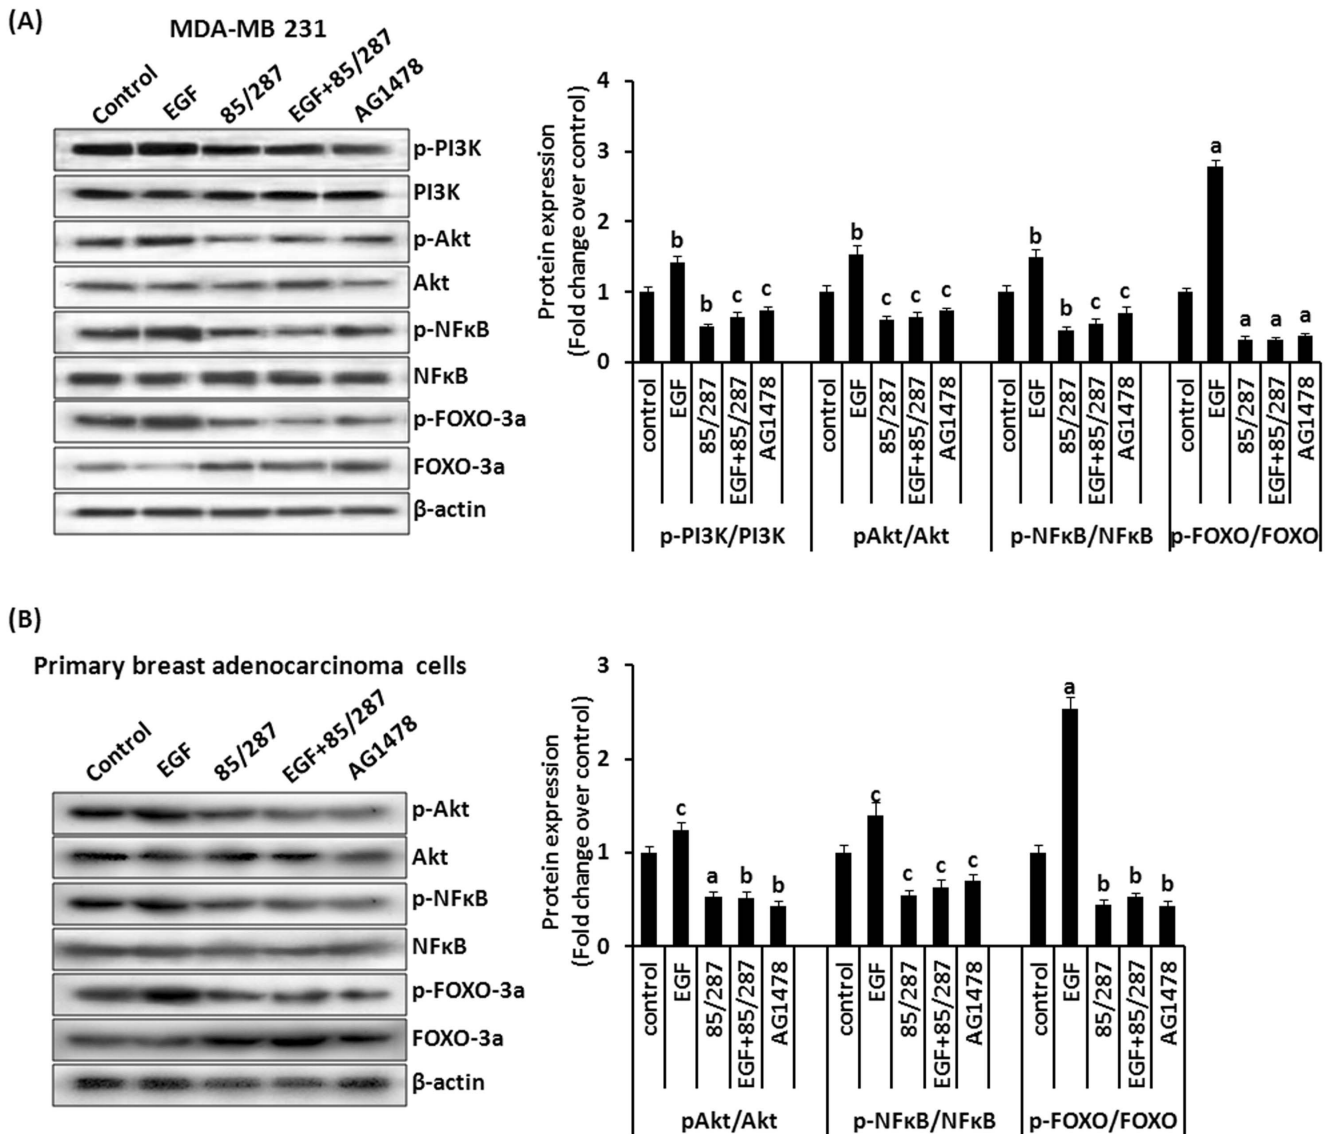 (A)
MDA-MB 231
Control EGF 85/287 EGF+85/287 AG1478
p-PI3K
PI3K
p-Akt
Akt
p-NFκB
NFκB
p-FOXO-3a
FOXO-3a
β-actin
Protein expression
(Fold change over control)
4
3
2
1
0
b b c c
b c c c
b b c c
a a a a
control EGF 85/287 EGF+85/287 AG1478 control EGF 85/287 EGF+85/287 AG1478 control EGF 85/287 EGF+85/287 AG1478 control EGF 85/287 EGF+85/287 AG1478
p-PI3K/PI3K pAkt/Akt p-NFκB/NFκB p-FOXO/FOXO
(B)
Primary breast adenocarcinoma cells
Control EGF 85/287 EGF+85/287 AG1478
p-Akt
Akt
p-NFκB
NFκB
p-FOXO-3a
FOXO-3a
β-actin
Protein expression
(Fold change over control)
3
2
1
0
c a b b
c c c c
a b b b
control EGF 85/287 EGF+85/287 AG1478 control EGF 85/287 EGF+85/287 AG1478 control EGF 85/287 EGF+85/287 AG1478
pAkt/Akt p-NFκB/NFκB p-FOXO/FOXO